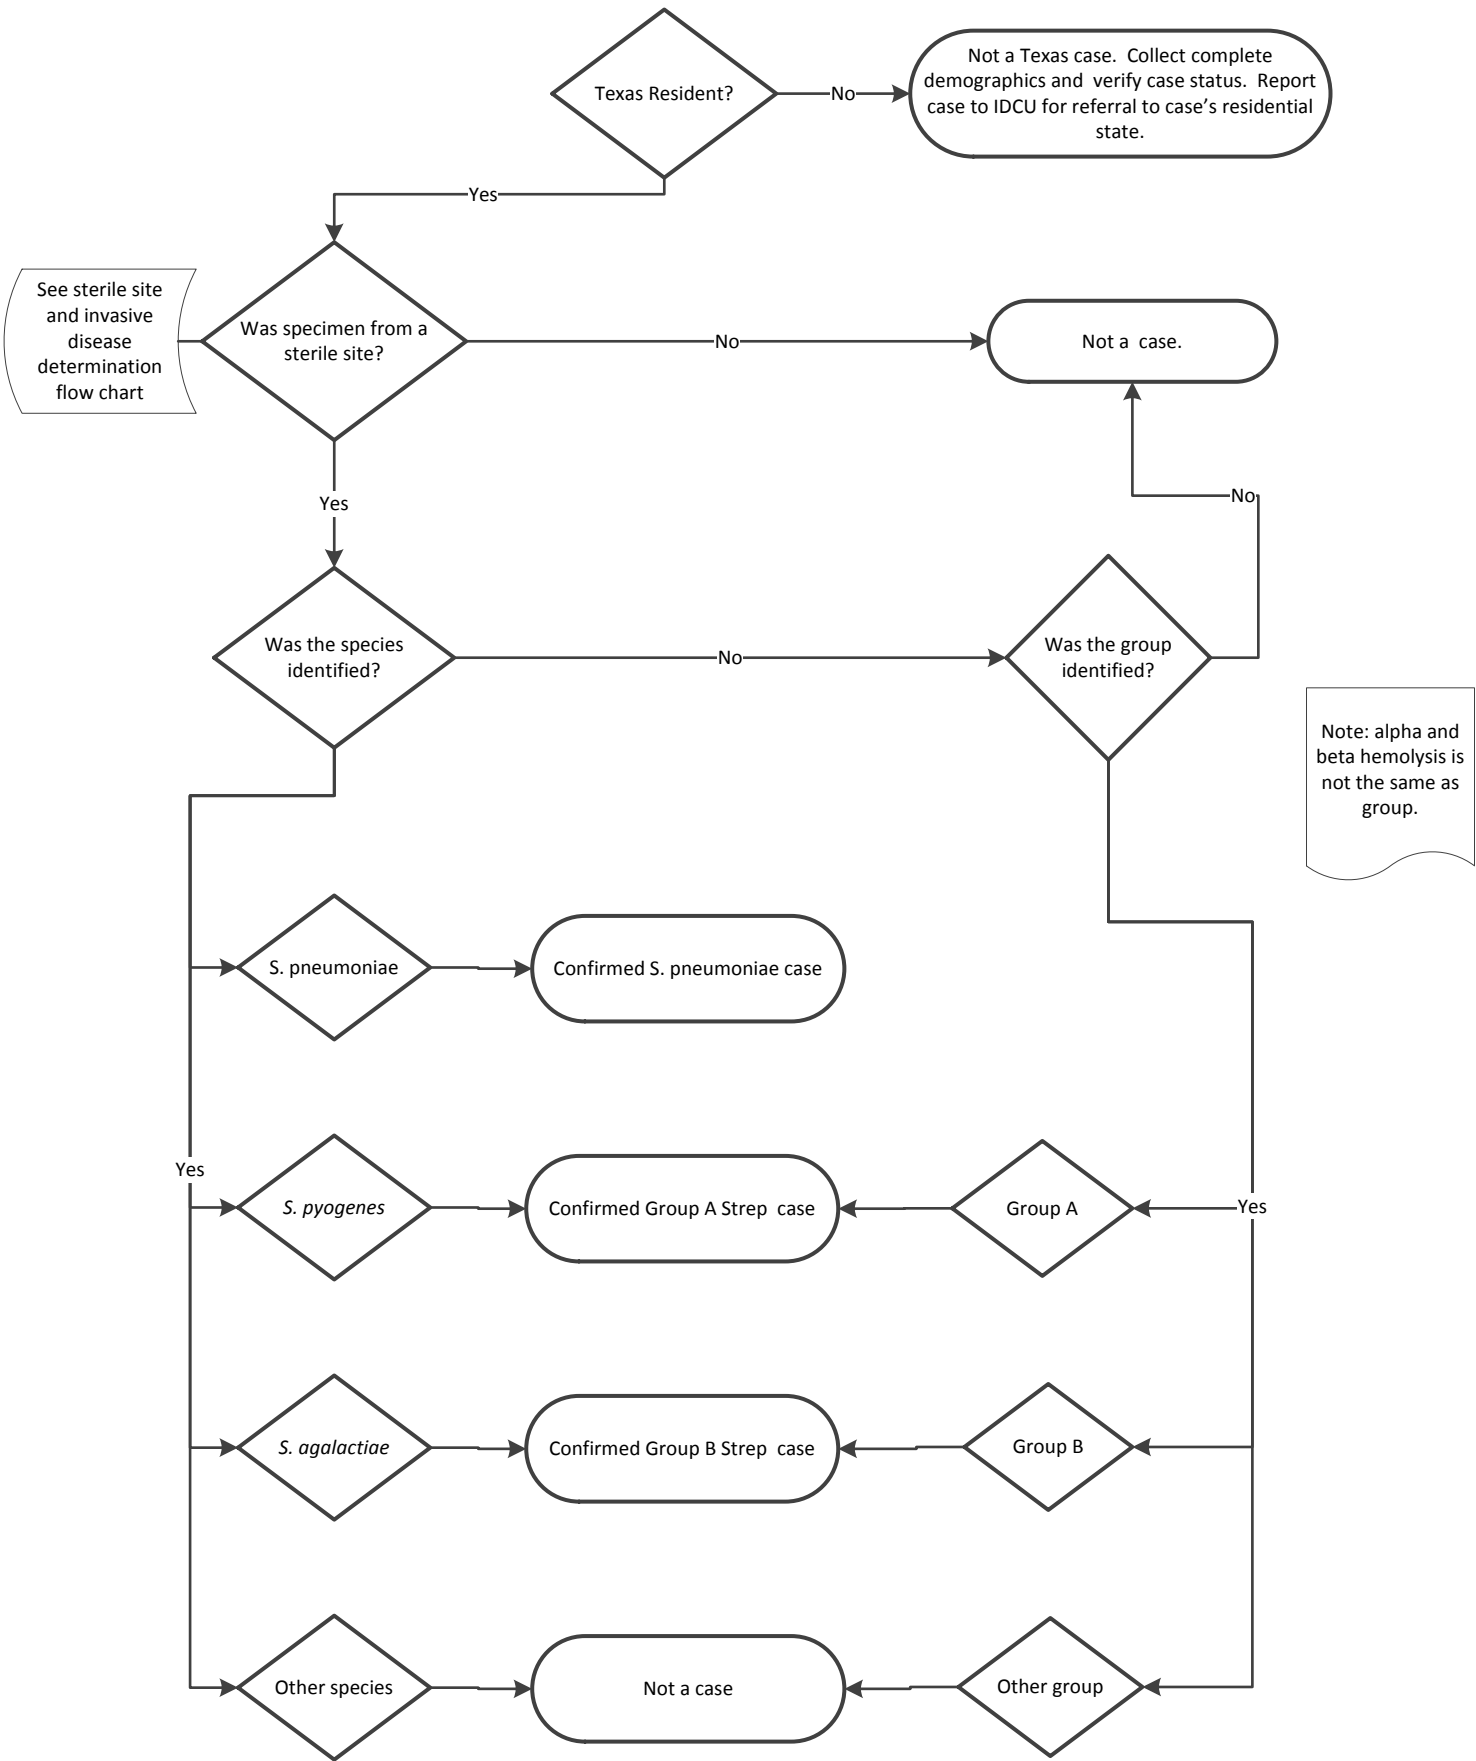 Texas Resident?
No
Not a Texas case. Collect complete
demographics and verify case status. Report
case to IDCU for referral to case's residential
state.
Yes
See sterile site
and invasive
disease
determination
flow chart
Was specimen from a
sterile site?
No
Not a case.
Yes
No
Was the species
identified?
No
Was the group
identified?
Note: alpha and
beta hemolysis is
not the same as
group.
S. pneumoniae
Confirmed S. pneumoniae case
Yes
S. pyogenes
Confirmed Group A Strep case
Group A
Yes
S. agalactiae
Confirmed Group B Strep case
Group B
Other species
Not a case
Other group